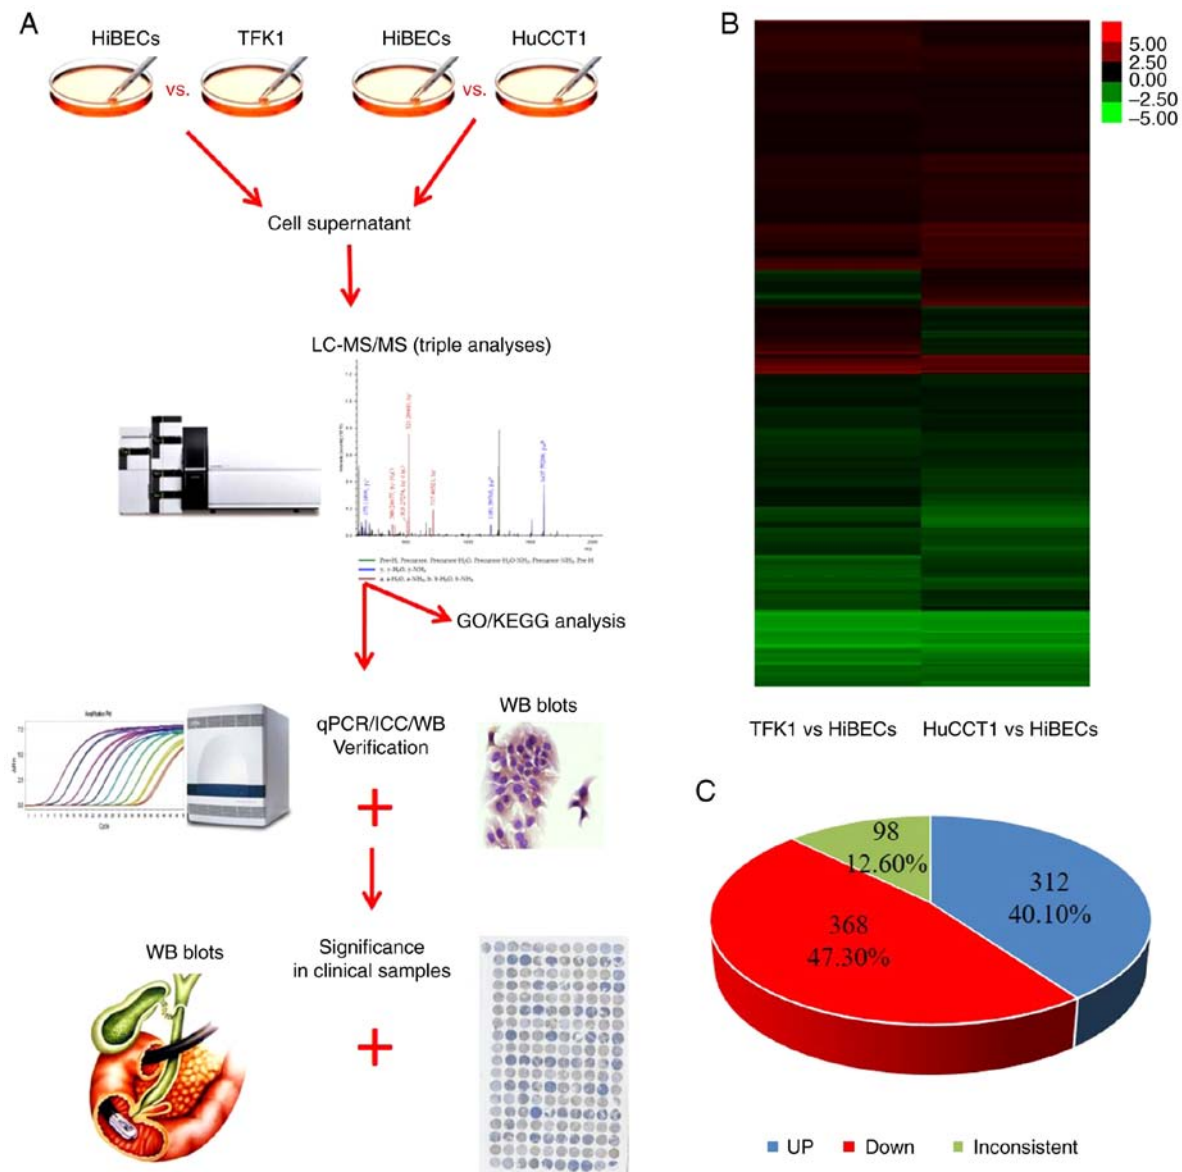 A
HiBECs
TFK1
HiBECs
HuCCT1
vs.
vs.
Cell supernatant
LC-MS/MS (triple analyses)
GO/KEGG analysis
qPCR/ICC/WB
Verification
WB blots
Cycle
WB blots
Significance
in clinical samples
B
5.00
2.50
0.00
−2.50
−5.00
TFK1 vs HiBECs
HuCCT1 vs HiBECs
C
98
12.60%
312
40.10%
368
47.30%
UP
Down
Inconsistent